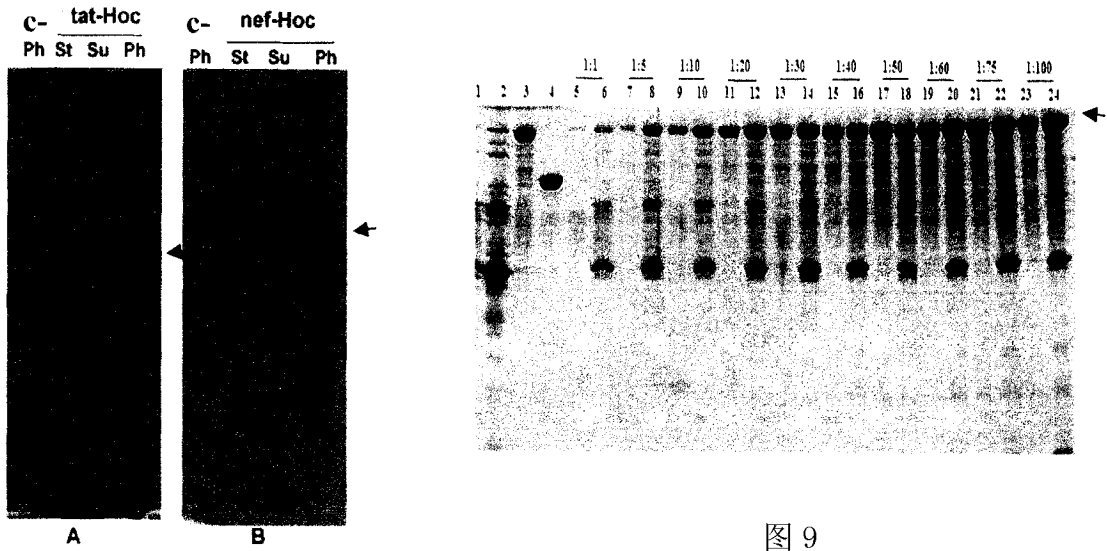 c- tat-Hoc
Ph St Su Ph
c- nef-Hoc
Ph St Su Ph
A
B
1:1 1:5 1:10 1:20 1:30 1:40 1:50 1:60 1:75 1:100
1 2 3 4 5 6 7 8 9 10 11 12 13 14 15 16 17 18 19 20 21 22 23 24
图 9